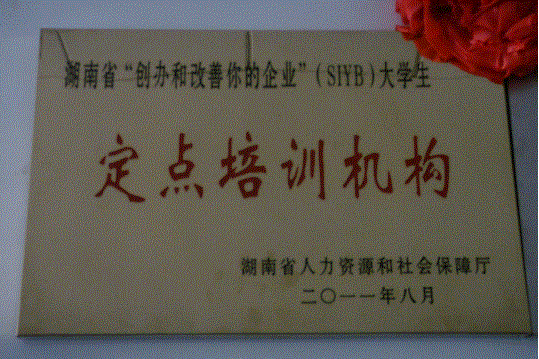 湖南省“创办和改善你的企业”(SIYB)大学生
定点培训机构
湖南省人力资源和社会保障厅
二〇一一年八月